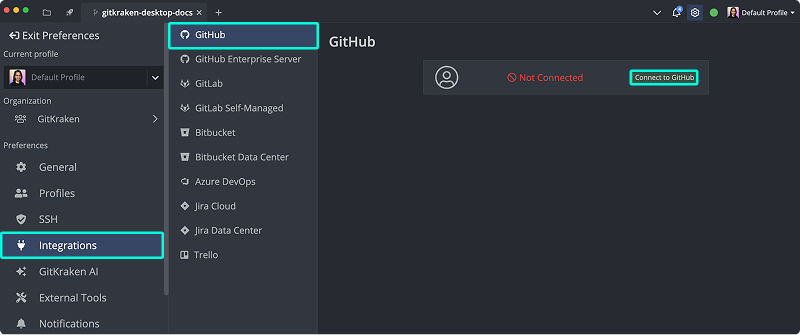 gitkraken-desktop-docs
Default Profile
Exit Preferences
Current profile
Default Profile
Organization
GitKraken
Preferences
General
Profiles
SSH
Integrations
GitKraken AI
External Tools
Notifications
GitHub
GitHub Enterprise Server
GitLab
GitLab Self-Managed
Bitbucket
Bitbucket Data Center
Azure DevOps
Jira Cloud
Jira Data Center
Trello
GitHub
Not Connected
Connect to GitHub